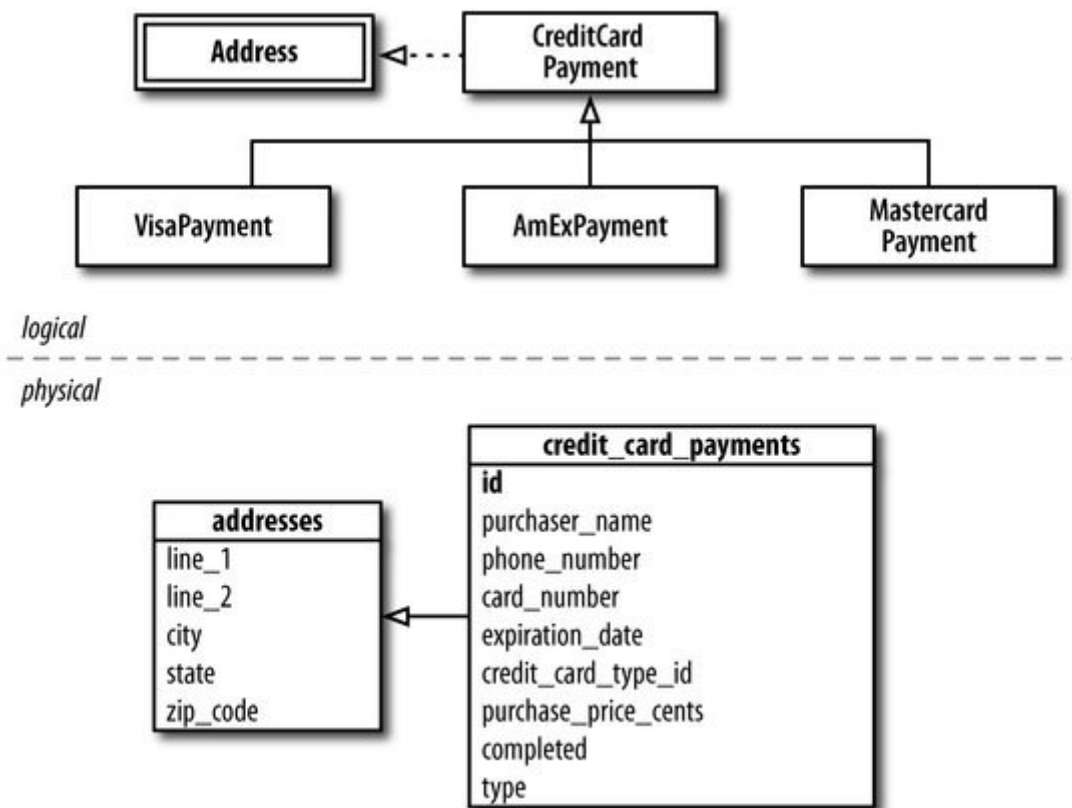 Address
CreditCard
Payment
VisaPayment
AmExPayment
Mastercard
Payment
logical
physical
addresses
line_1
line_2
city
state
zip_code
credit_card_payments
id
purchaser_name
phone_number
card_number
expiration_date
credit_card_type_id
purchase_price_cents
completed
type